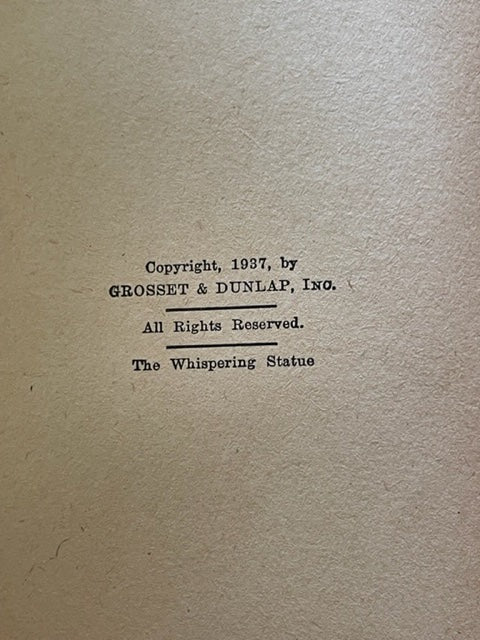 Copyright, 1937, by
GROSSET & DUNLAP, INC.
All Rights Reserved.
The Whispering Statue